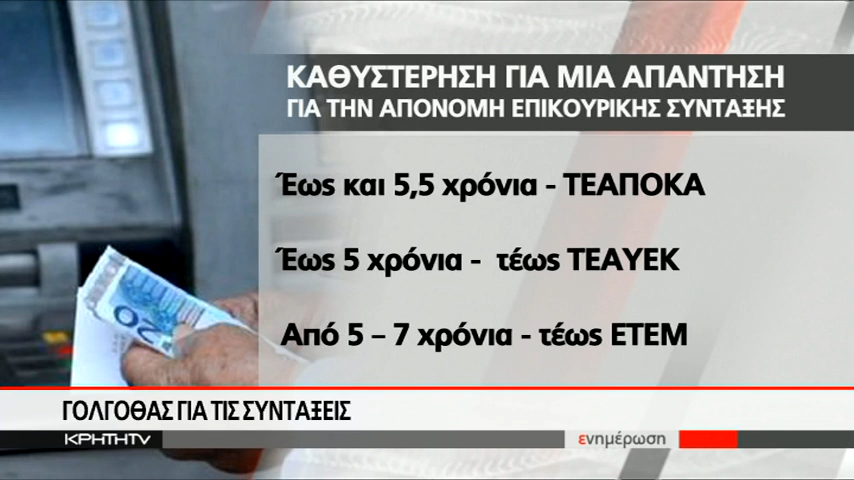 ΚΑΘΥΣΤΕΡΗΣΗ ΓΙΑ ΜΙΑ ΑΠΑΝΤΗΣΗ
ΓΙΑ ΤΗΝ ΑΠΟΝΟΜΗ ΕΠΙΚΟΥΡΙΚΗΣ ΣΥΝΤΑΞΗΣ
Έως και 5,5 χρόνια - ΤΕΑΠΟΚΑ
Έως 5 χρόνια - τέως ΤΕΑΥΕΚ
Από 5 – 7 χρόνια - τέως ΕΤΕΜ
20
ΓΟΛΓΟΘΑΣ ΓΙΑ ΤΙΣ ΣΥΝΤΑΞΕΙΣ
ΚΡΗΤΗTV
ενημέρωση